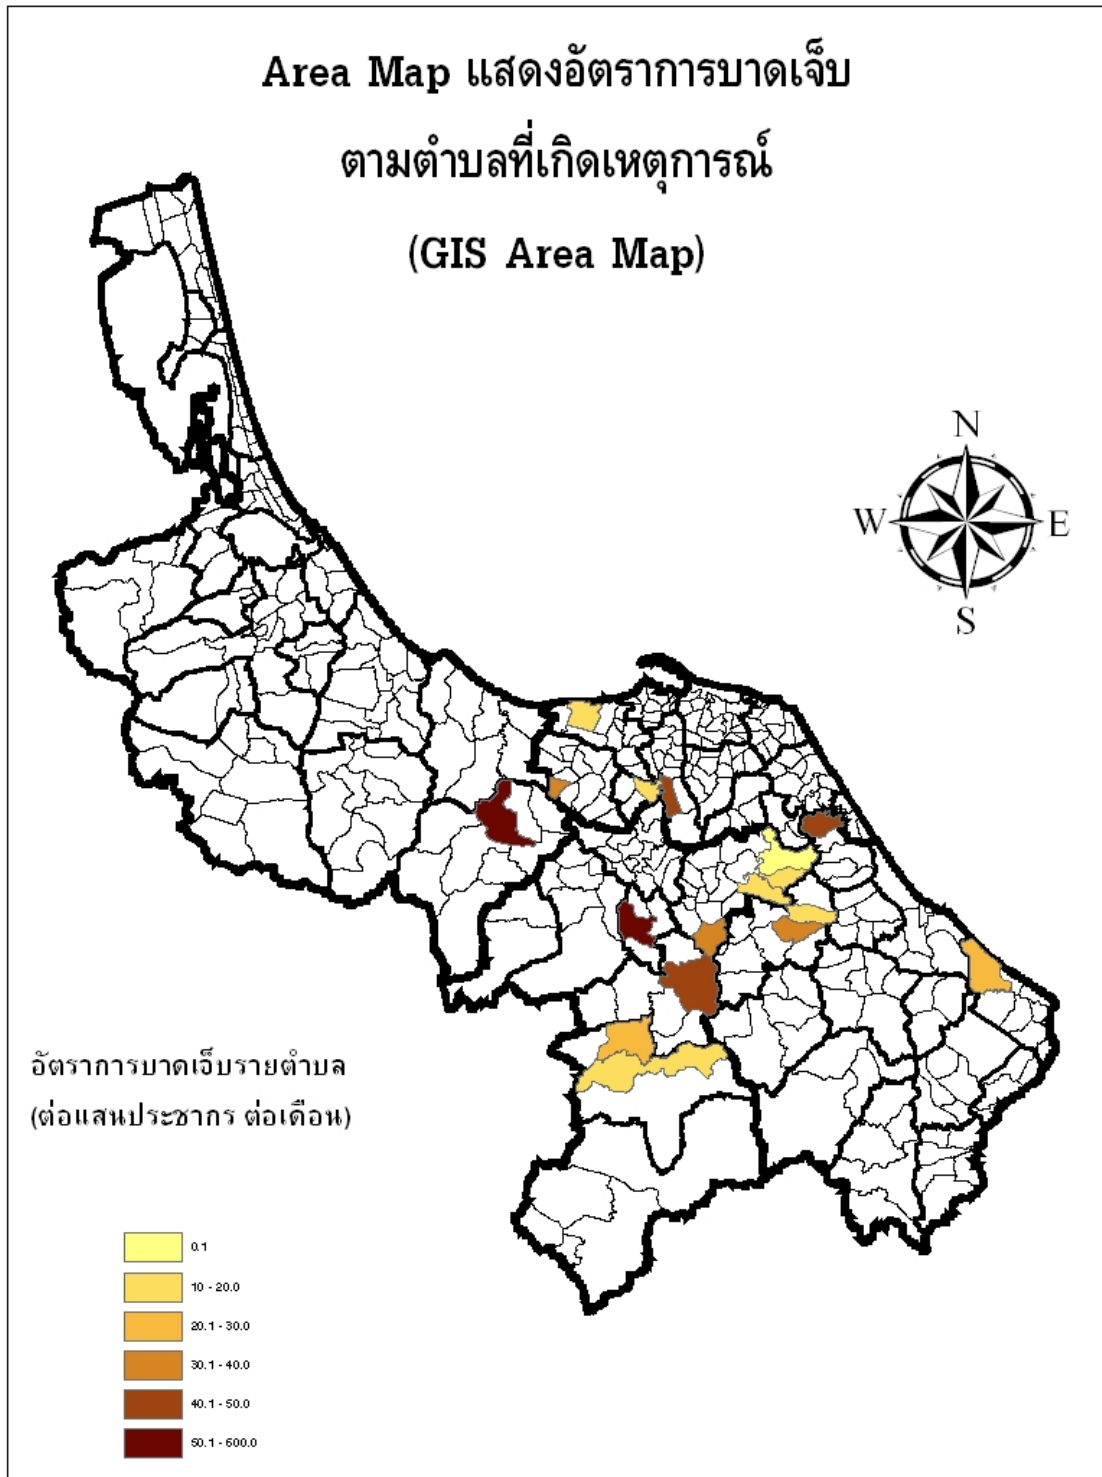 Area Map แสดงอัตราการบาดเจ็บ
ตามตำบลที่เกิดเหตุการณ์
(GIS Area Map)
N
W
E
S
อัตราการบาดเจ็บรายตำบล
(ต่อแสนประชากร ต่อเดือน)
0.1
10 - 20.0
20.1 - 30.0
30.1 - 40.0
40.1 - 50.0
50.1 - 600.0